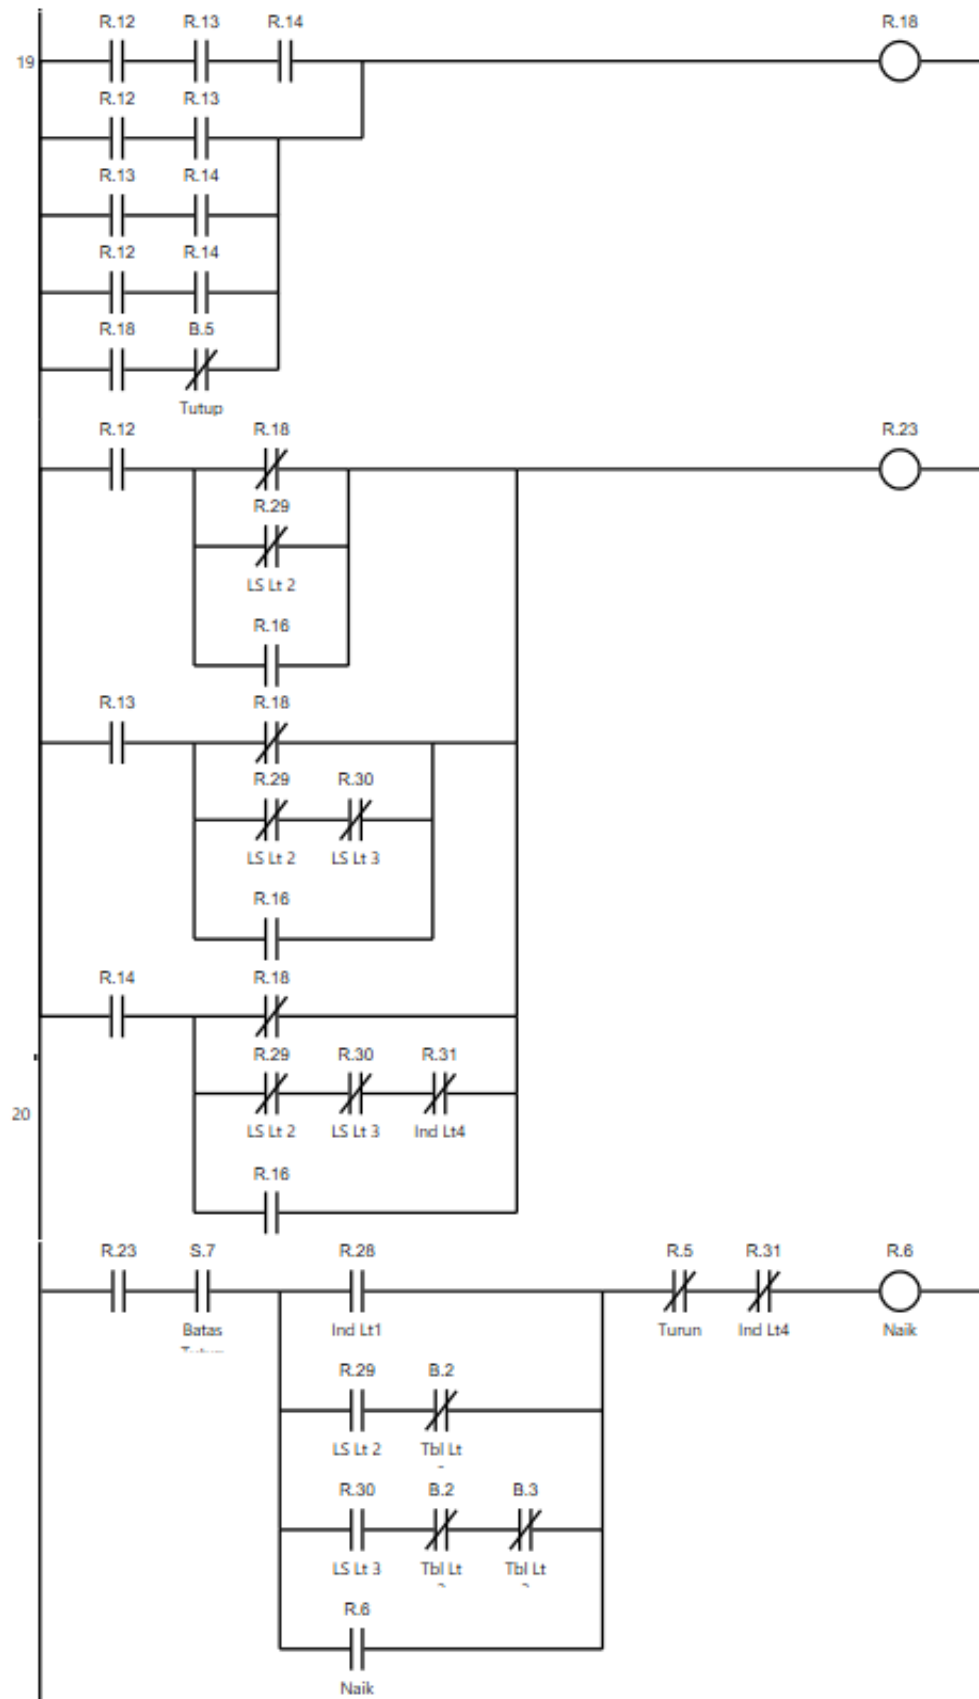 R.12 R.13 R.14 R.18
19
R.12 R.13
R.13 R.14
R.12 R.14
R.18 B.5
Tutup
R.12 R.18 R.23
R.29
LS Lt 2
R.16
R.13 R.18
R.29 R.30
LS Lt 2 LS Lt 3
R.16
R.14 R.18
R.29 R.30 R.31
20
LS Lt 2 LS Lt 3 Ind Lt4
R.16
R.23 S.7 R.28 R.5 R.31 R.6
Batas Ind Lt1 Turun Ind Lt4 Naik
R.29 B.2
LS Lt 2 Tbl Lt
R.30 B.2 B.3
LS Lt 3 Tbl Lt Tbl Lt
R.6
Naik